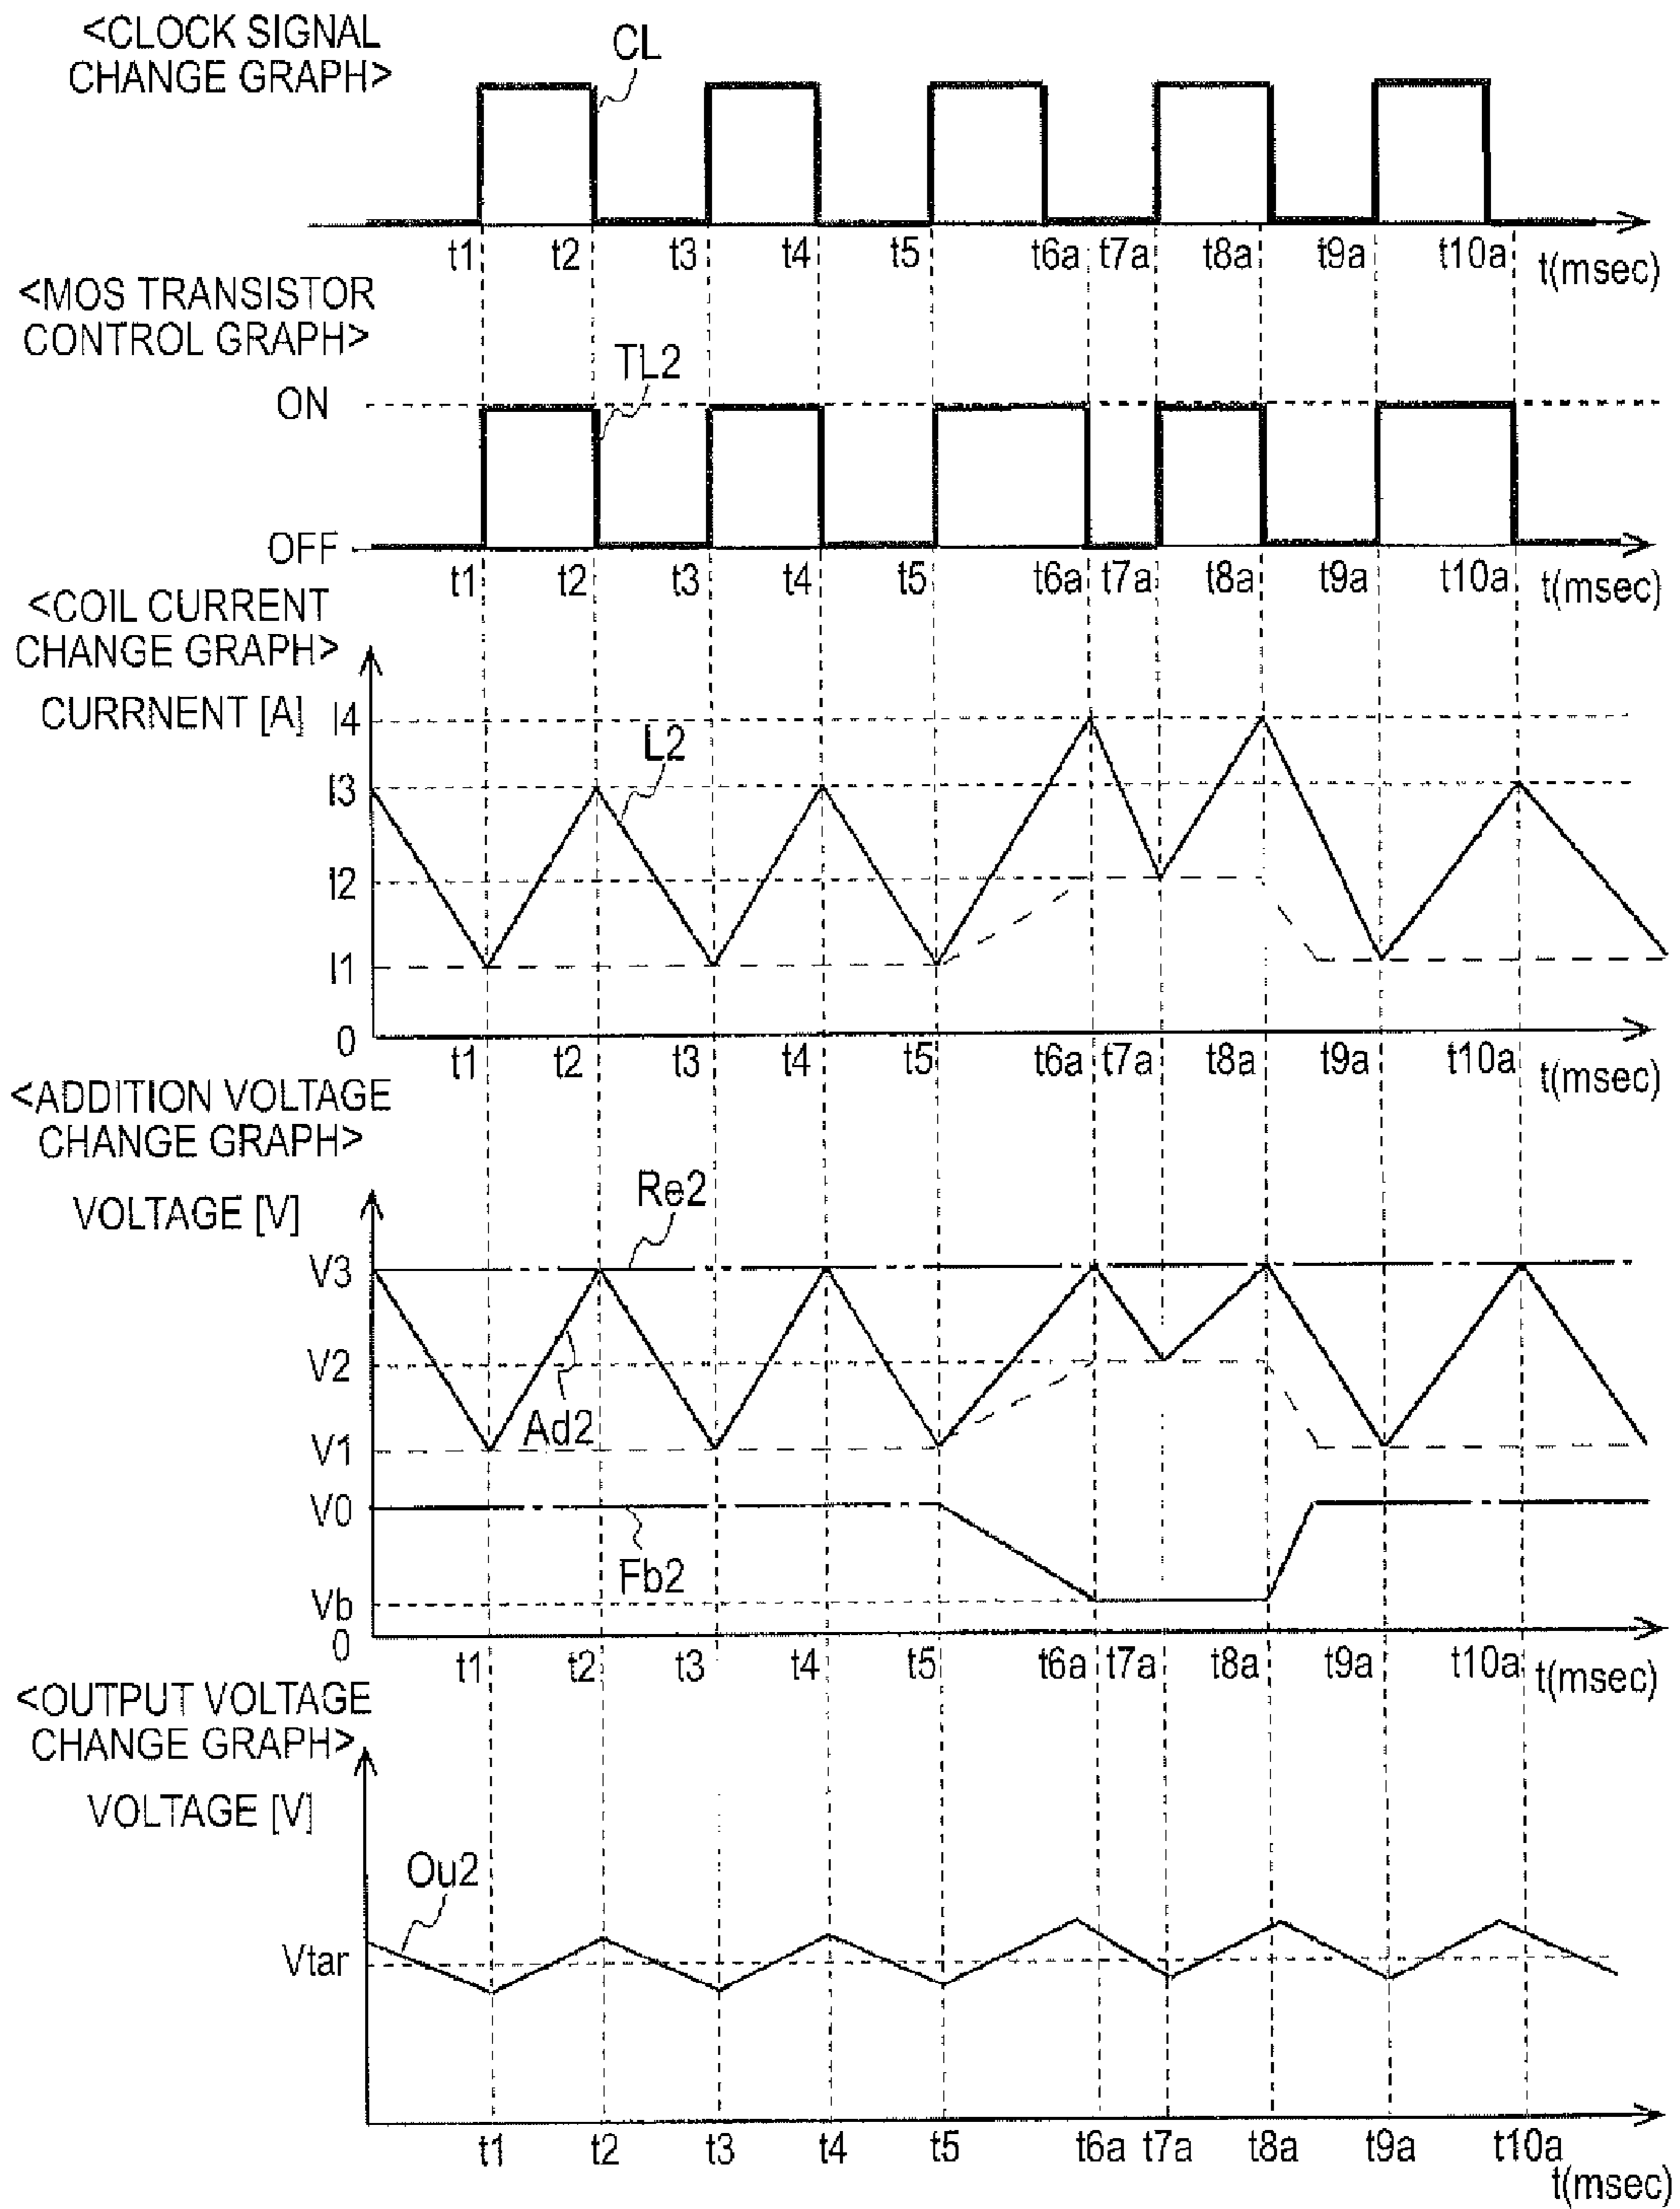 <CLOCK SIGNAL
CHANGE GRAPH>
CL
t1 t2 t3 t4 t5 t6a t7a t8a t9a t10a t(msec)
<MOS TRANSISTOR
CONTROL GRAPH>
TL2
ON
OFF
t1 t2 t3 t4 t5 t6a t7a t8a t9a t10a t(msec)
<COIL CURRENT
CHANGE GRAPH>
CURRNENT [A]
I4
L2
I3
I2
I1
0
t1 t2 t3 t4 t5 t6a t7a t8a t9a t10a t(msec)
<ADDITION VOLTAGE
CHANGE GRAPH>
Re2
VOLTAGE [V]
V3
V2
Ad2
V1
V0
Fb2
Vb
0
t1 t2 t3 t4 t5 t6a t7a t8a t9a t10a t(msec)
<OUTPUT VOLTAGE
CHANGE GRAPH>
VOLTAGE [V]
Ou2
Vtar
t1 t2 t3 t4 t5 t6a t7a t8a t9a t10a
t(msec)